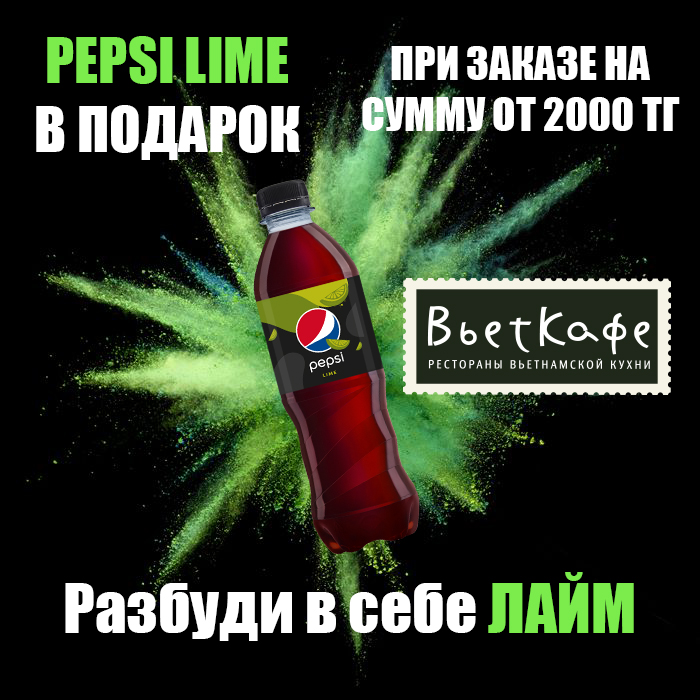 PEPSI LIME
В ПОДАРОК
ПРИ ЗАКАЗЕ НА
СУММУ ОТ 2000 ТГ
ВьетКафе
РЕСТОРАНЫ ВЬЕТНАМСКОЙ КУХНИ
pepsi
LIME
Разбуди в себе ЛАЙМ